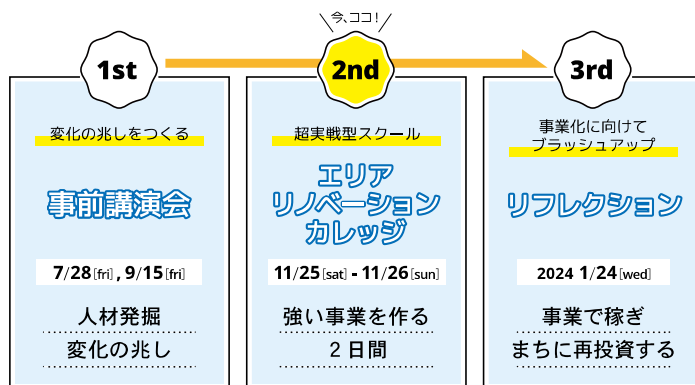 今、ココ！
1st
変化の兆しをつくる
事前講演会
7/28[fri], 9/15[fri]
人材発掘
変化の兆し
2nd
超実戦型スクール
エリア
リノベーション
カレッジ
11/25[sat] - 11/26[sun]
強い事業を作る
２日間
3rd
事業化に向けて
ブラッシュアップ
リフレクション
2024 1/24[wed]
事業で稼ぎ
まちに再投資する